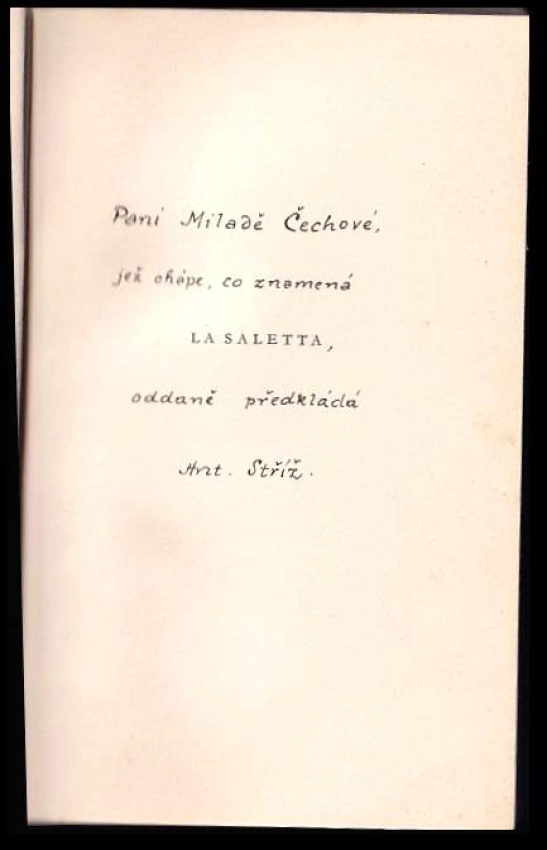 Paní Miladě Čechové,
jež chápe, co znamená
LA SALETTA,
oddaně předkládá
Ant. Stříž.